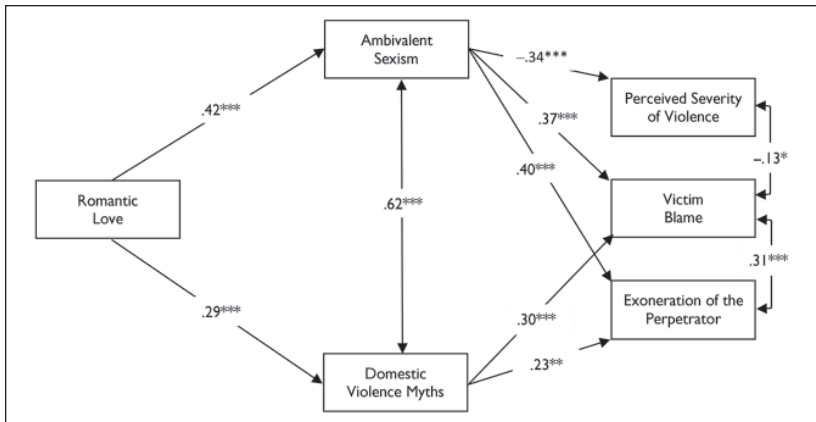 Ambivalent
Sexism
–.34***
Perceived Severity
of Violence
.42***
.37***
–.13*
.40***
Romantic
Love
.62***
Victim
Blame
.31***
Exoneration of the
Perpetrator
.29***
.30***
.23**
Domestic
Violence Myths